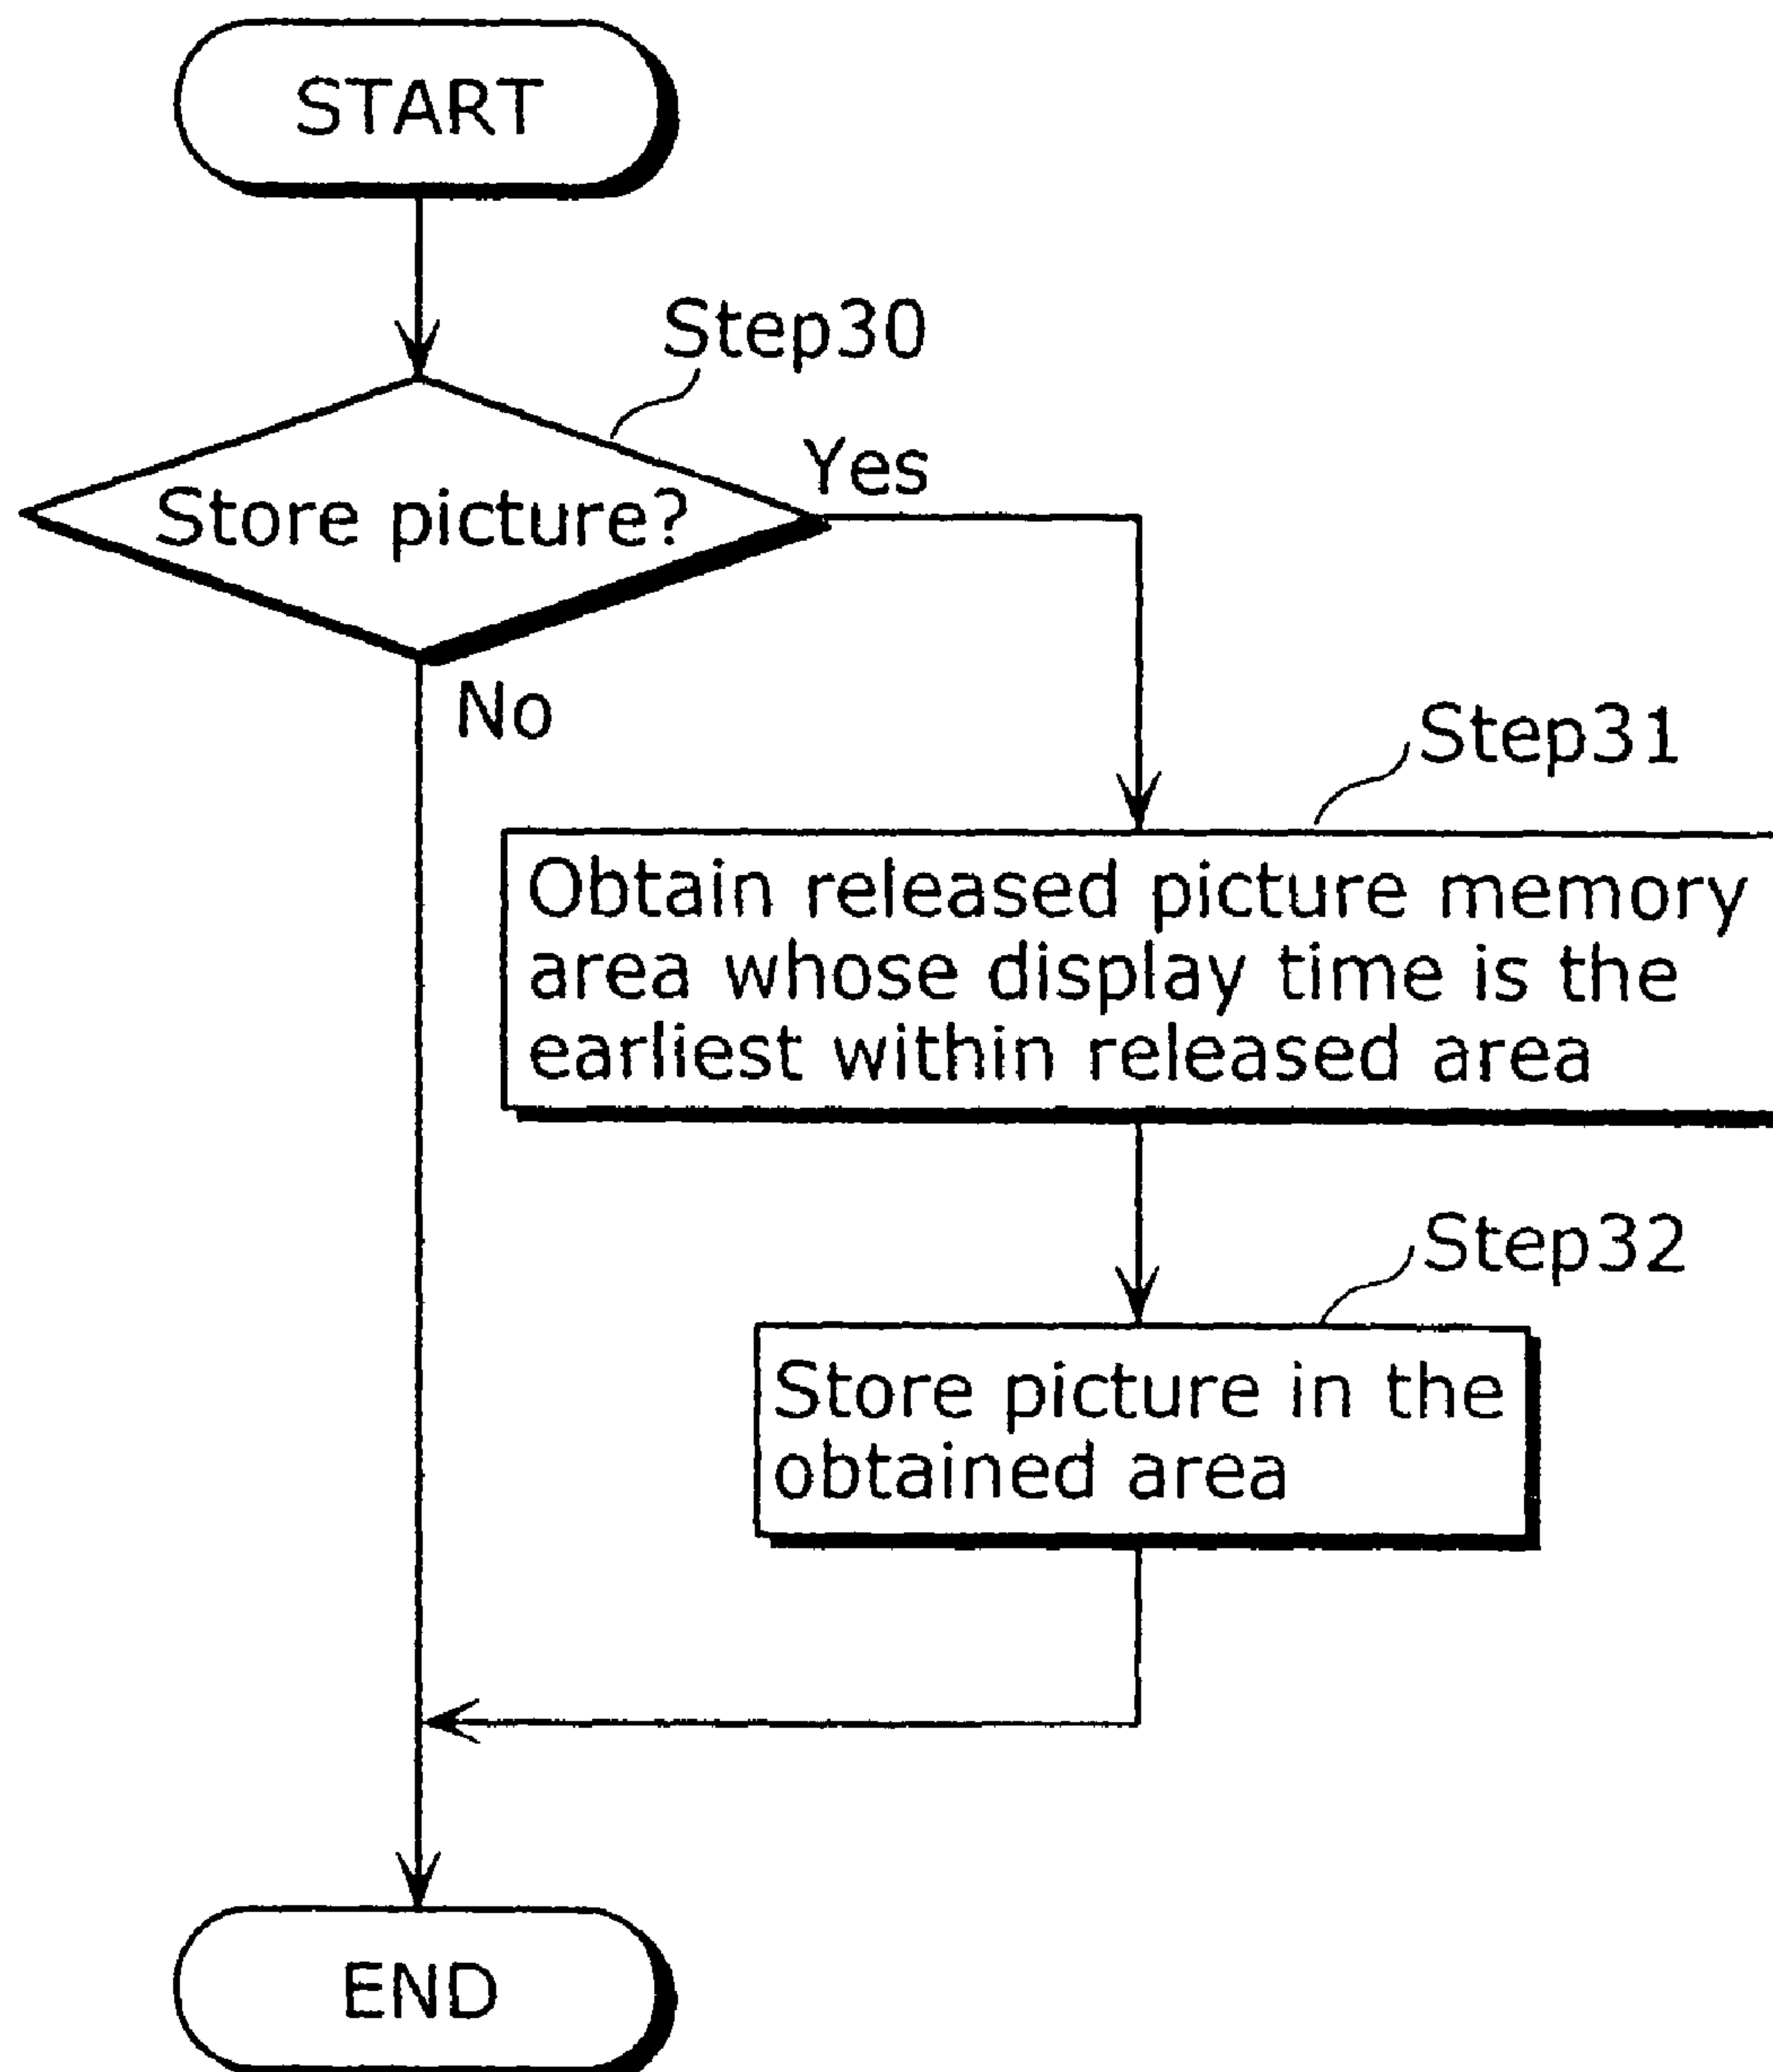 START
Step30
Yes
Store picture?
No
Step31
Obtain released picture memory
area whose display time is the
earliest within released area
Step32
Store picture in the
obtained area
END